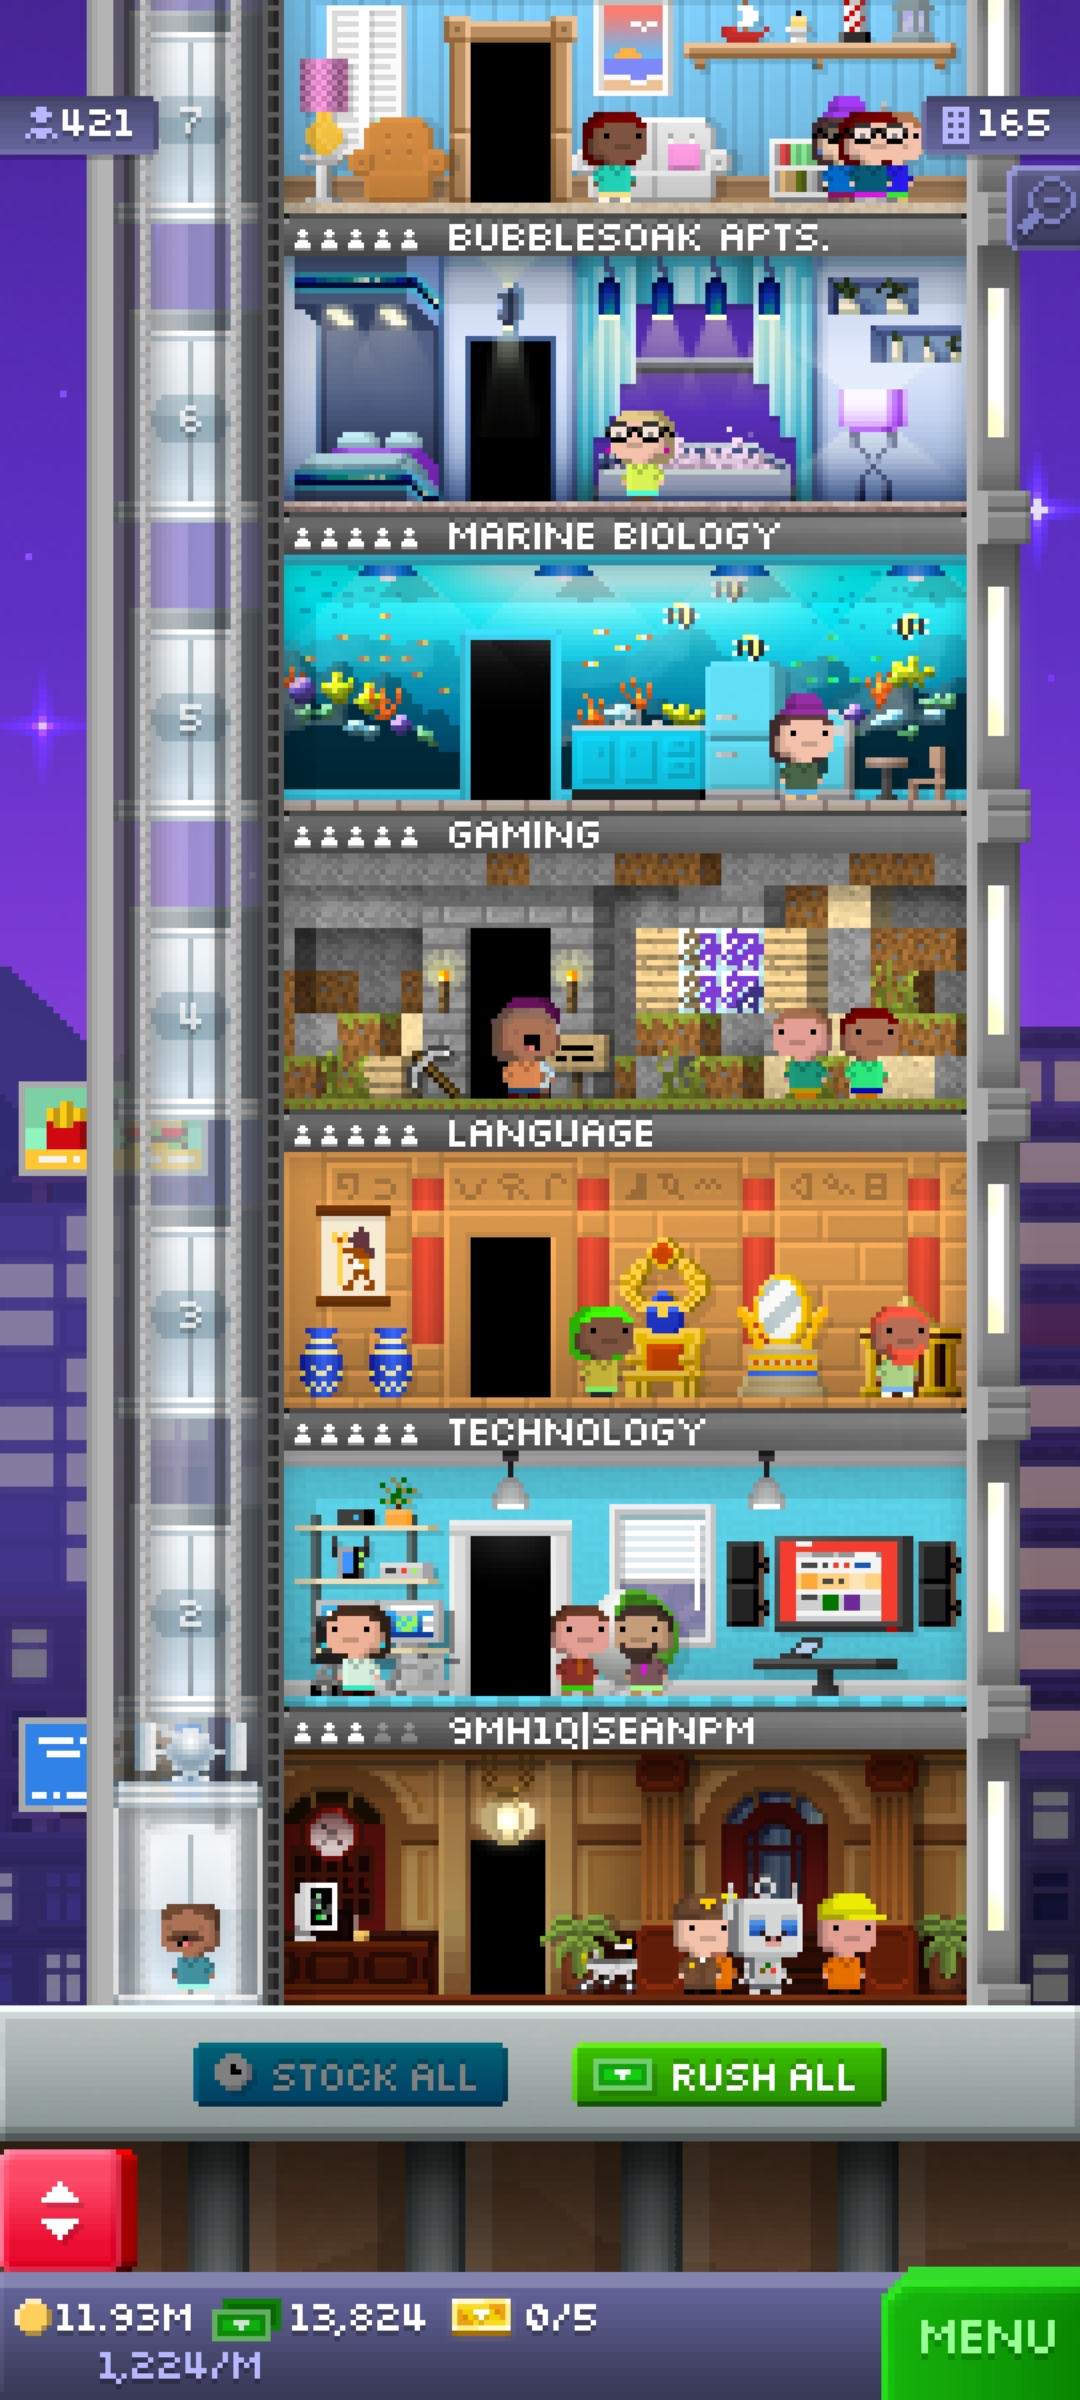 7
421
165
BUBBLESOAK APTS.
6
MARINE BIOLOGY
5
GAMING
4
LANGUAGE
3
TECHNOLOGY
2
9MH1Q|SEANPM
STOCK ALL
RUSH ALL
11.93M
13,824
0/5
1,224/M
MENU